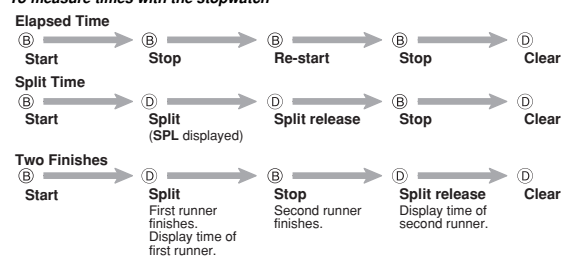 To measure times with the stopwatch
Elapsed Time
Ⓑ Ⓑ Ⓑ Ⓑ Ⓓ
Start Stop Re-start Stop Clear
Split Time
Ⓑ Ⓓ Ⓓ Ⓑ Ⓓ
Start Split Split release Stop Clear
(SPL displayed)
Two Finishes
Ⓑ Ⓓ Ⓑ Ⓓ Ⓓ
Start Split Stop Split release Clear
First runner Second runner Display time of
finishes. finishes. second runner.
Display time of
first runner.